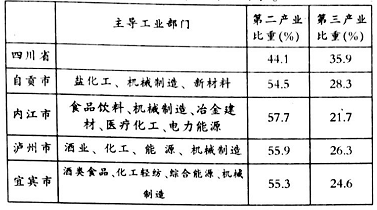 主导工业部门 第二产业比重(%) 第三产业比重(%)
四川省 44.1 35.9
自贡市 盐化工、机械制造、新材料 54.5 28.3
内江市 食品饮料、机械制造、冶金建材、医疗化工、电力能源 57.7 21.7
泸州市 酒业、化工、能源、机械制造 55.9 26.3
宜宾市 酒类食品、化工轻纺、综合能源、机械制造 55.3 24.6